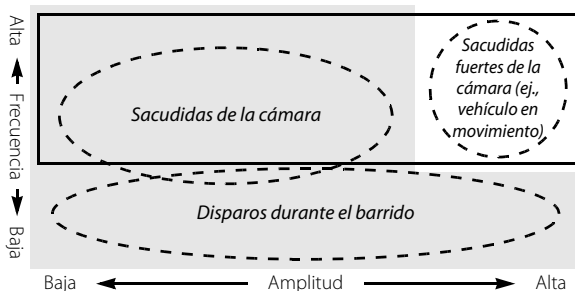 Alta
Frecuencia
Baja
Sacudidas de la cámara
Sacudidas
fuertes de la
cámara (ej.,
vehículo en
movimiento)
Disparos durante el barrido
Baja
Amplitud
Alta